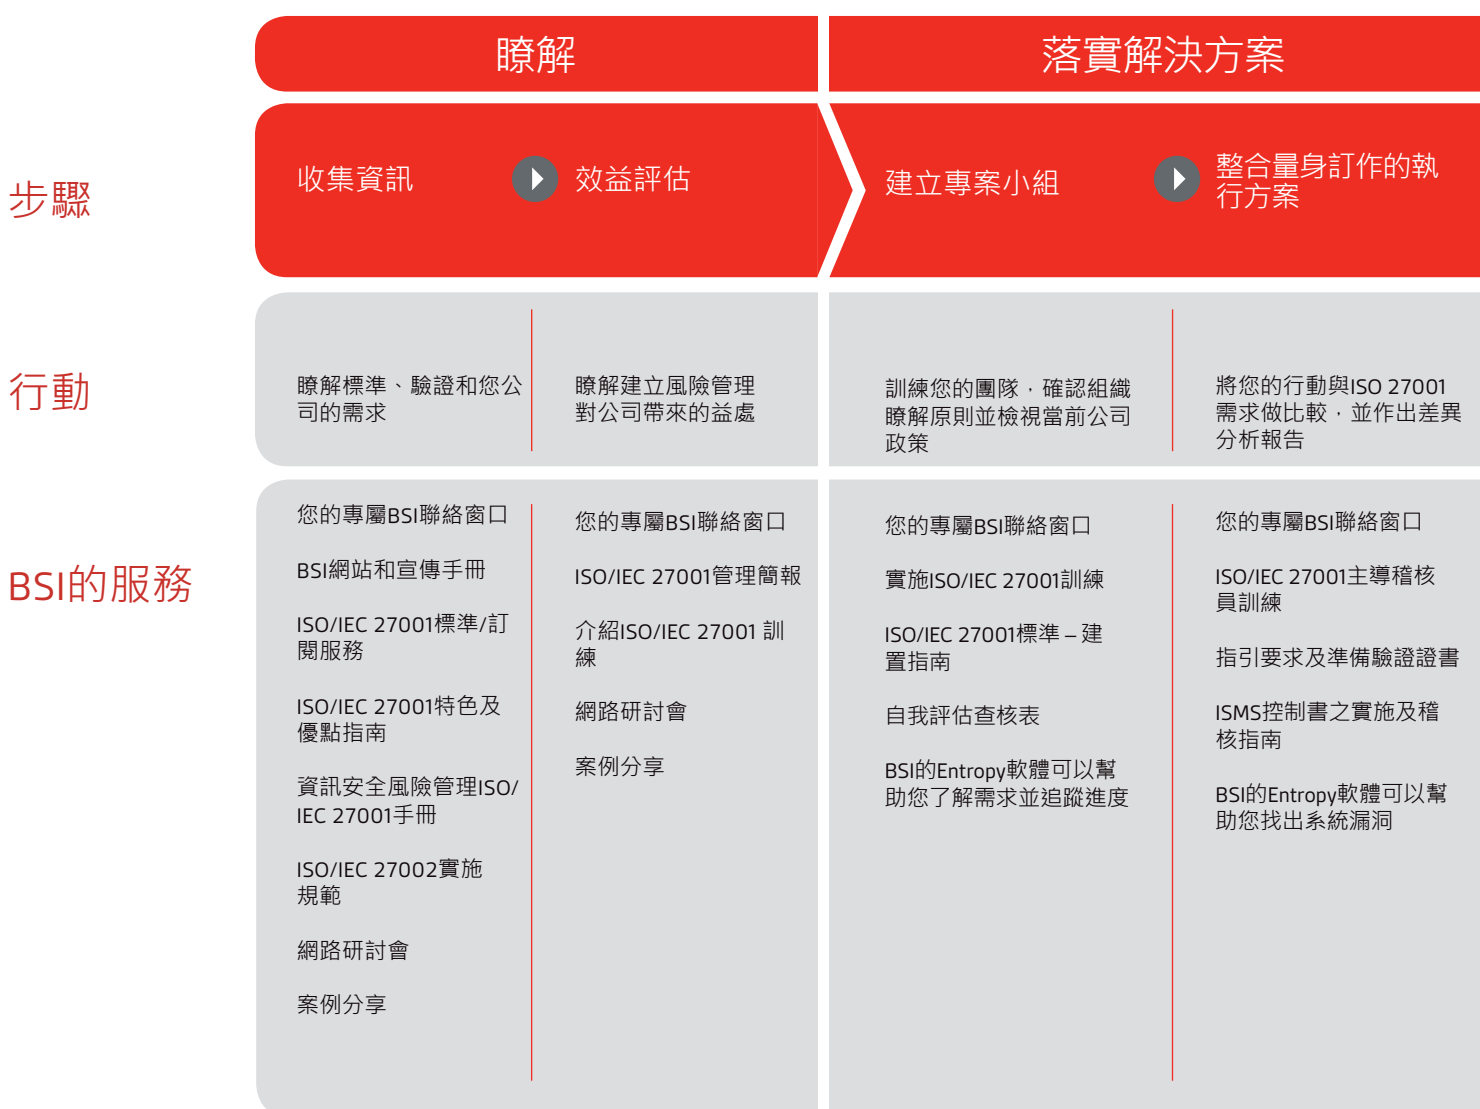 瞭解
落實解決方案
步驟
收集資訊
效益評估
建立專案小組
整合量身訂作的執
行方案
行動
瞭解標準、驗證和您公
司的需求
瞭解建立風險管理
對公司帶來的益處
訓練您的團隊，確認組織
瞭解原則並檢視當前公司
政策
將您的行動與ISO 27001
需求做比較，並作出差異
分析報告
BSI的服務
您的專屬BSI聯絡窗口
BSI網站和宣傳手冊
ISO/IEC 27001標準/訂
閱服務
ISO/IEC 27001特色及
優點指南
資訊安全風險管理ISO/
IEC 27001手冊
ISO/IEC 27002實施
規範
網路研討會
案例分享
您的專屬BSI聯絡窗口
ISO/IEC 27001管理簡報
介紹ISO/IEC 27001 訓
練
網路研討會
案例分享
您的專屬BSI聯絡窗口
實施ISO/IEC 27001訓練
ISO/IEC 27001標準 – 建
置指南
自我評估查核表
BSI的Entropy軟體可以幫
助您了解需求並追蹤進度
您的專屬BSI聯絡窗口
ISO/IEC 27001主導稽核
員訓練
指引要求及準備驗證證書
ISMS控制書之實施及稽
核指南
BSI的Entropy軟體可以幫
助您找出系統漏洞